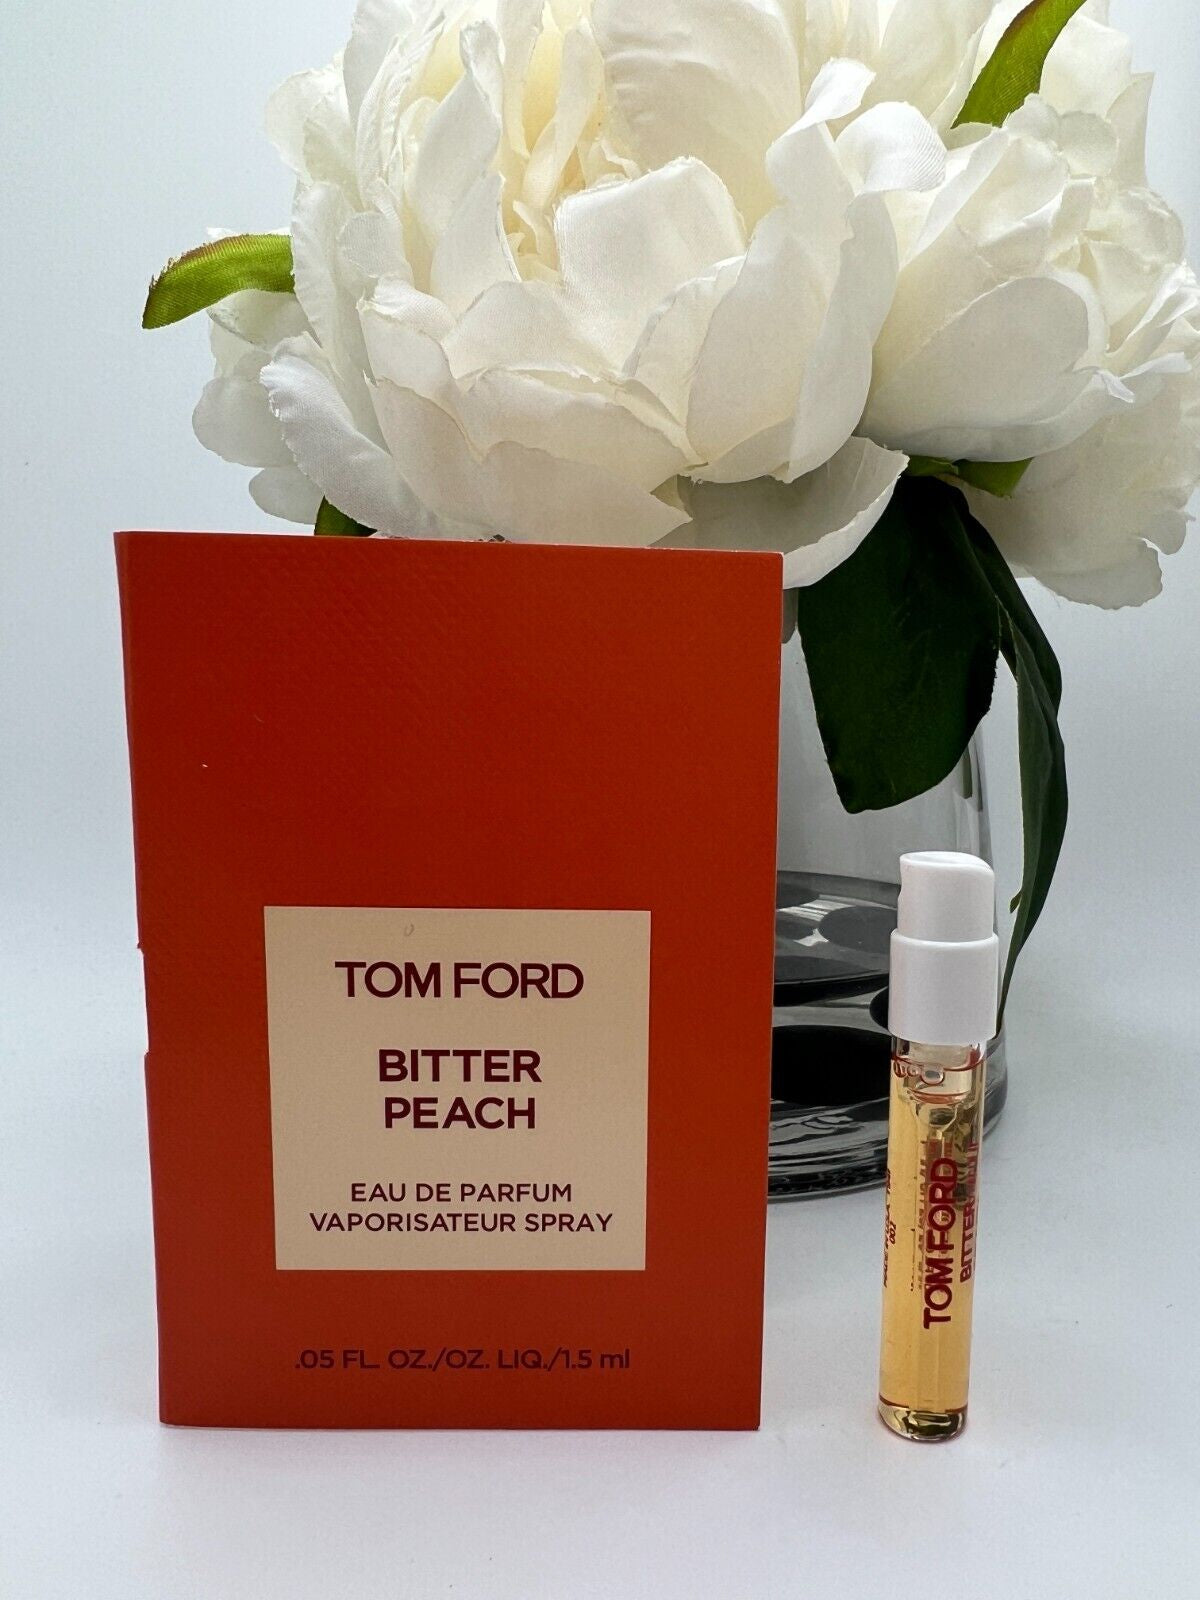 TOM FORD
BITTER
PEACH
EAU DE PARFUM
VAPORISATEUR SPRAY
.05 FL. OZ./OZ. LIQ./1.5 ml
TOM FORD
BITTER